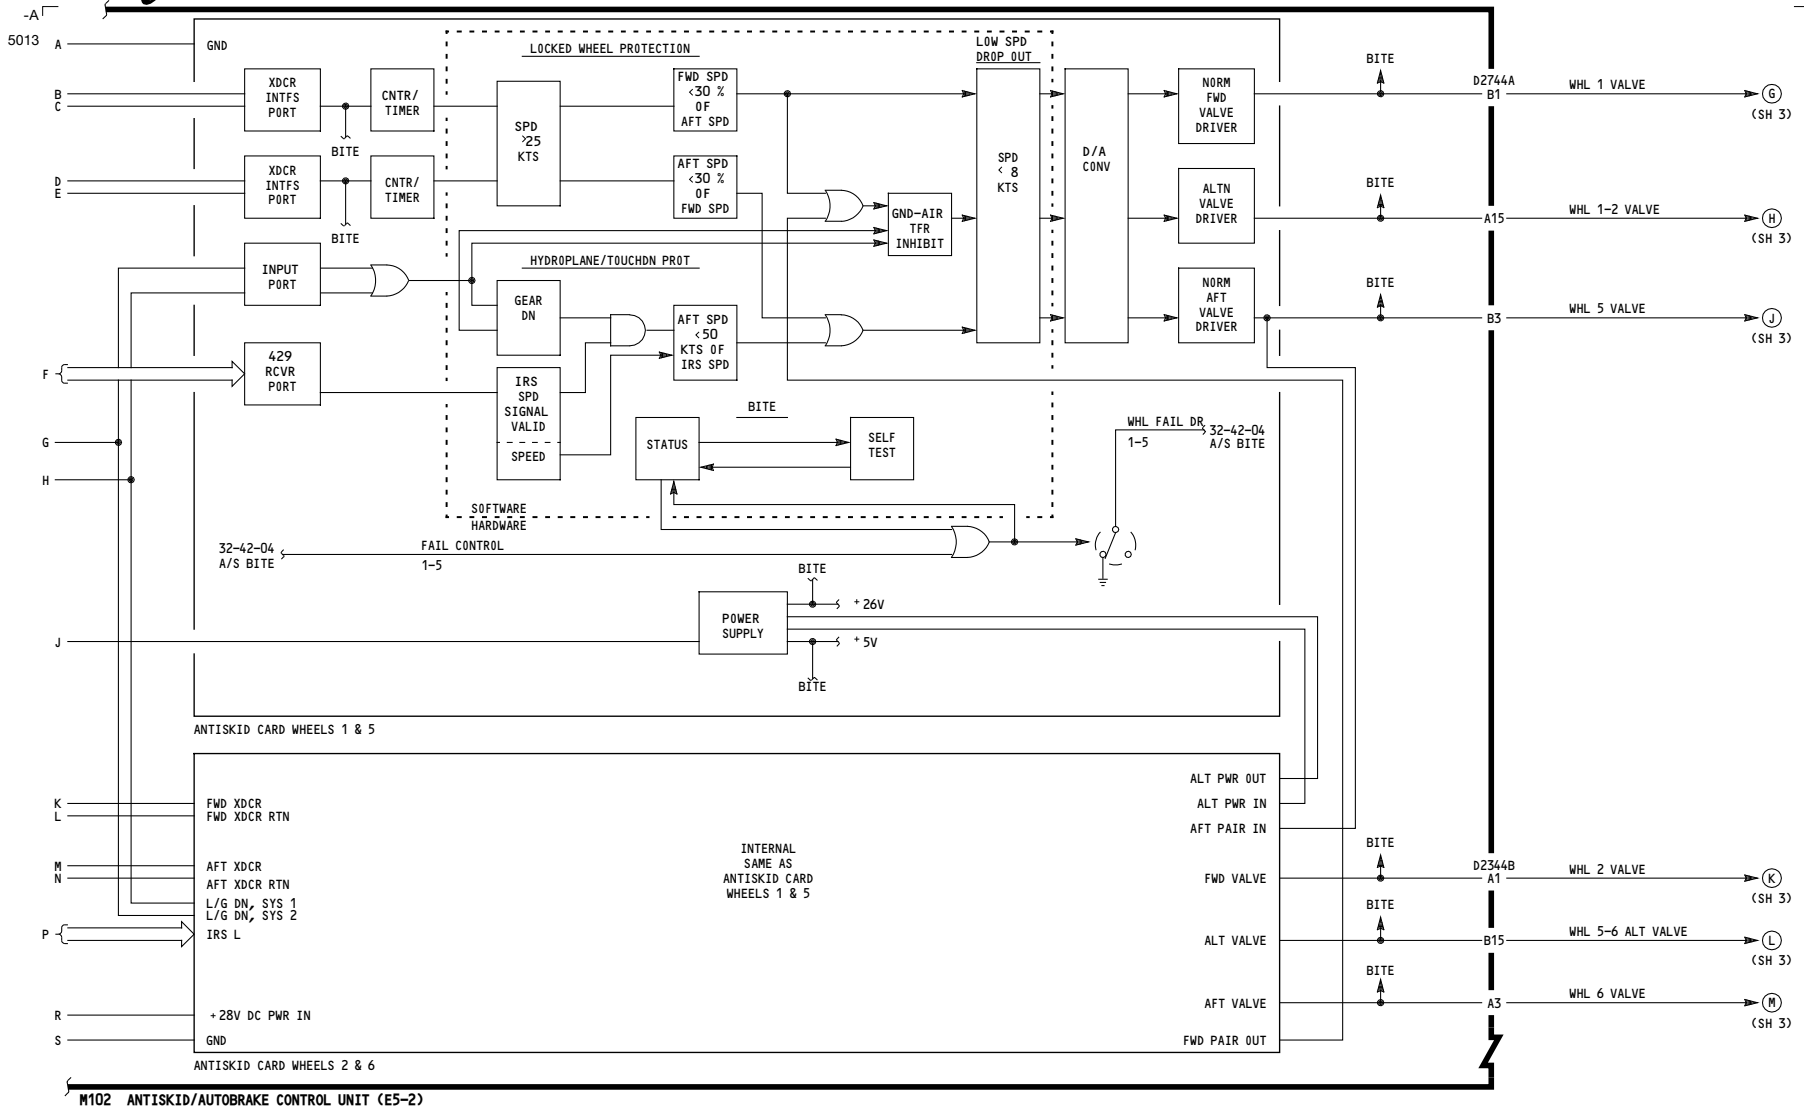 -A
5013
A
GND
B
C
XDCR
INTFS
PORT
BITE
CNTR/
TIMER
D
E
XDCR
INTFS
PORT
BITE
CNTR/
TIMER
LOCKED WHEEL PROTECTION
SPD
>25
KTS
FWD SPD
<30 %
OF
AFT SPD
AFT SPD
<30 %
OF
FWD SPD
LOW SPD
DROP OUT
SPD
< 8
KTS
GND-AIR
TFR
INHIBIT
D/A
CONV
NORM
FWD
VALVE
DRIVER
ALTN
VALVE
DRIVER
NORM
AFT
VALVE
DRIVER
BITE
D2744A
B1
WHL 1 VALVE
G
(SH 3)
BITE
A15
WHL 1-2 VALVE
H
(SH 3)
BITE
B3
WHL 5 VALVE
J
(SH 3)
INPUT
PORT
HYDROPLANE/TOUCHDN PROT
GEAR
DN
AFT SPD
<50
KTS OF
IRS SPD
F
429
RCVR
PORT
IRS
SPD
SIGNAL
VALID
SPEED
G
H
BITE
STATUS
SELF
TEST
WHL FAIL DR
1-5
32-42-04
A/S BITE
SOFTWARE
HARDWARE
32-42-04
A/S BITE
FAIL CONTROL
1-5
J
POWER
SUPPLY
BITE
+26V
+5V
BITE
ANTISKID CARD WHEELS 1 & 5
K
L
FWD XDCR
FWD XDCR RTN
M
N
AFT XDCR
AFT XDCR RTN
L/G DN, SYS 1
L/G DN, SYS 2
P
IRS L
R
+28V DC PWR IN
S
GND
INTERNAL
SAME AS
ANTISKID CARD
WHEELS 1 & 5
ALT PWR OUT
ALT PWR IN
AFT PAIR IN
FWD VALVE
ALT VALVE
AFT VALVE
FWD PAIR OUT
BITE
D2344B
A1
WHL 2 VALVE
K
(SH 3)
BITE
B15
WHL 5-6 ALT VALVE
L
(SH 3)
BITE
A3
WHL 6 VALVE
M
(SH 3)
ANTISKID CARD WHEELS 2 & 6
M102 ANTISKID/AUTOBRAKE CONTROL UNIT (E5-2)